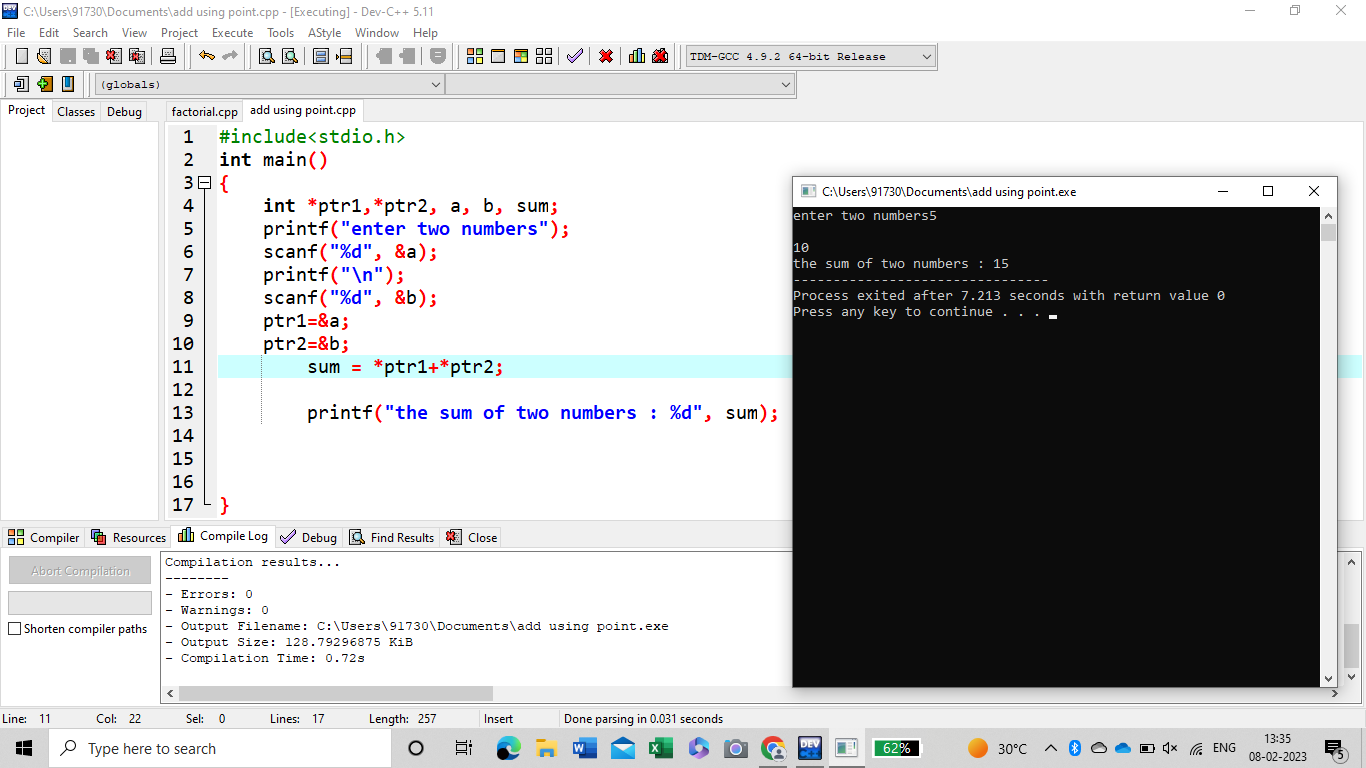 C:\Users\91730\Documents\add using point.cpp - [Executing] - Dev-C++ 5.11
File Edit Search View Project Execute Tools AStyle Window Help
TDM-GCC 4.9.2 64-bit Release
(globals)
Project Classes Debug factorial.cpp add using point.cpp
1 #include<stdio.h>
2 int main()
3 {
4 int *ptr1,*ptr2, a, b, sum;
5 printf("enter two numbers");
6 scanf("%d", &a);
7 printf("\n");
8 scanf("%d", &b);
9 ptr1=&a;
10 ptr2=&b;
11 sum = *ptr1+*ptr2;
12
13 printf("the sum of two numbers : %d", sum);
14
15
16
17 }
C:\Users\91730\Documents\add using point.exe
enter two numbers5
10
the sum of two numbers : 15
--------------------------------
Process exited after 7.213 seconds with return value 0
Press any key to continue . . .
Compiler Resources Compile Log Debug Find Results Close
Abort Compilation
Shorten compiler paths
Compilation results...
--------
- Errors: 0
- Warnings: 0
- Output Filename: C:\Users\91730\Documents\add using point.exe
- Output Size: 128.79296875 KiB
- Compilation Time: 0.72s
Line: 11 Col: 22 Sel: 0 Lines: 17 Length: 257 Insert Done parsing in 0.031 seconds
Type here to search
DEV
62%
30°C
ENG
13:35
08-02-2023
5